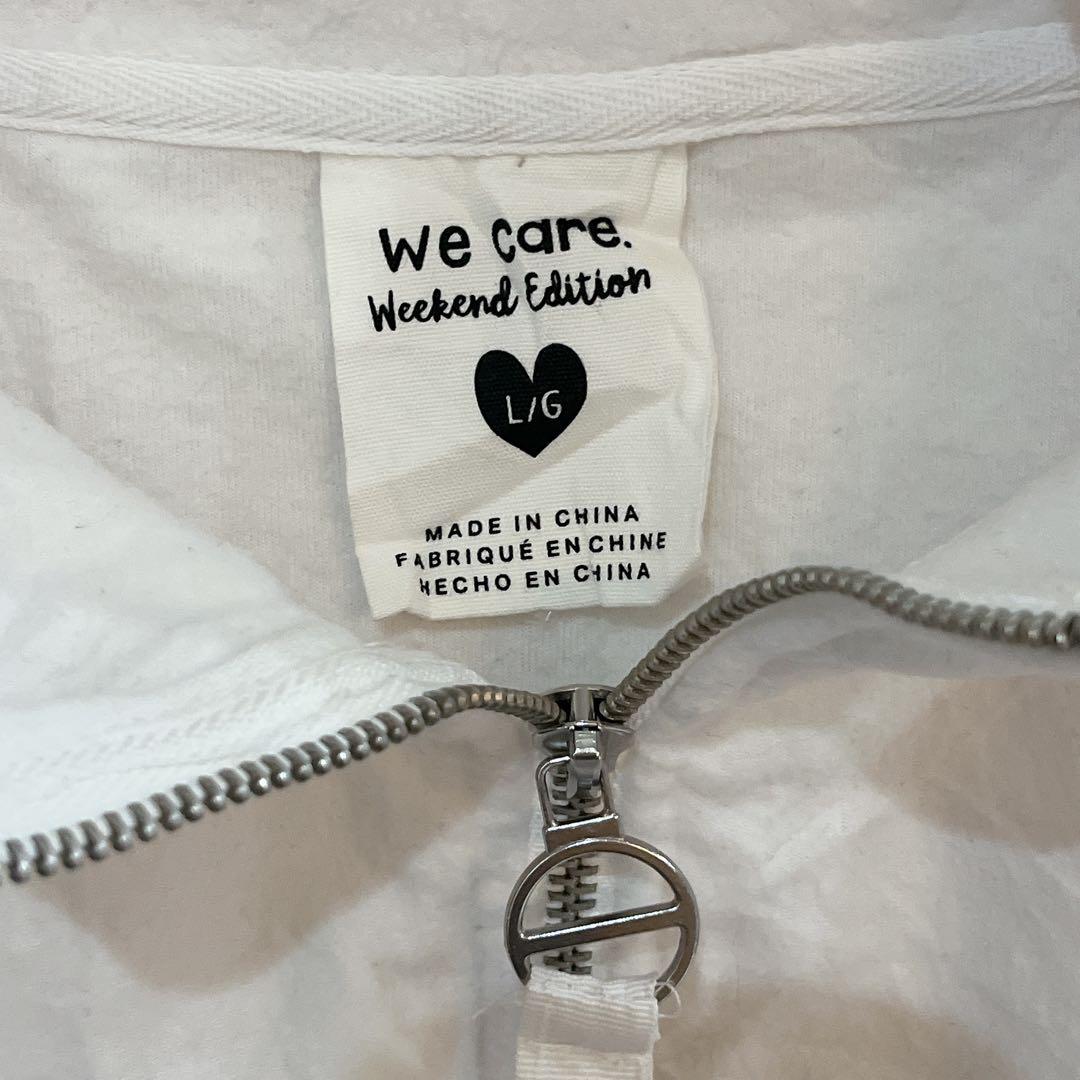 We care.
Weekend Edition
L/G
MADE IN CHINA
FABRIQUÉ EN CHINE
HECHO EN CHINA